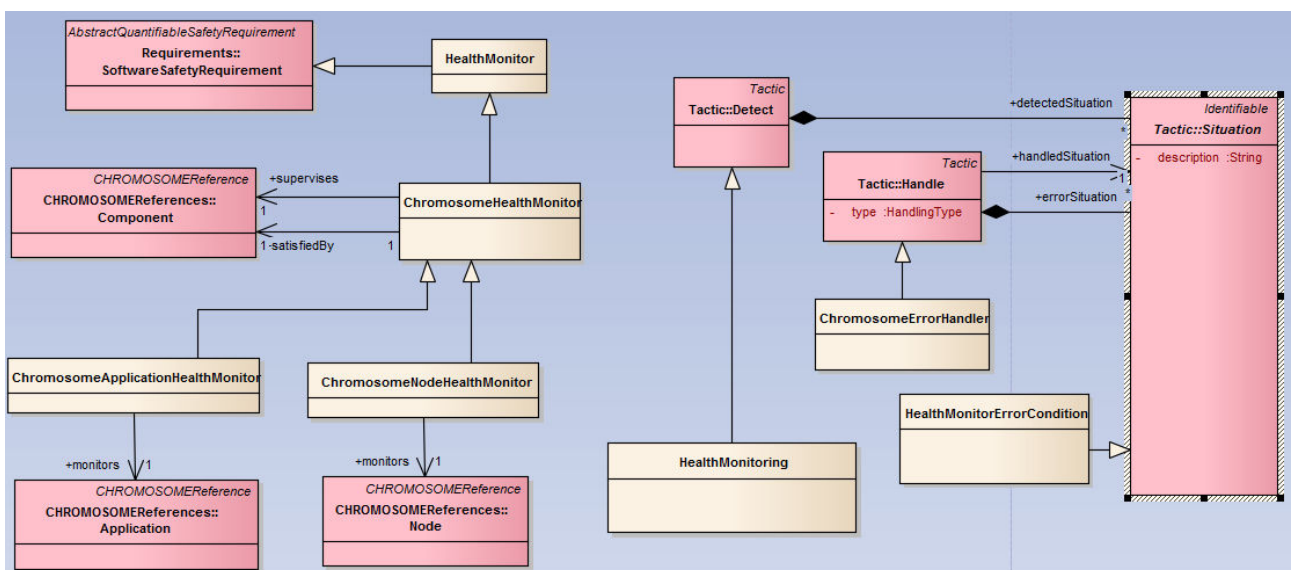 AbstractQuantifiableSafetyRequirement
Requirements::
SoftwareSafetyRequirement
HealthMonitor
CHROMOSOMEReference
CHROMOSOMEReferences::
Component
+supervises
1
1
-satisfiedBy
1
ChromosomeHealthMonitor
ChromosomeApplicationHealthMonitor
ChromosomeNodeHealthMonitor
+monitors
1
+monitors
1
CHROMOSOMEReference
CHROMOSOMEReferences::
Application
CHROMOSOMEReference
CHROMOSOMEReferences::
Node
Tactic
Tactic::Detect
+detectedSituation
*
Identifiable
Tactic::Situation
- description :String
Tactic
Tactic::Handle
- type :HandlingType
+handledSituation
1
*
+errorSituation
ChromosomeErrorHandler
HealthMonitorErrorCondition
HealthMonitoring